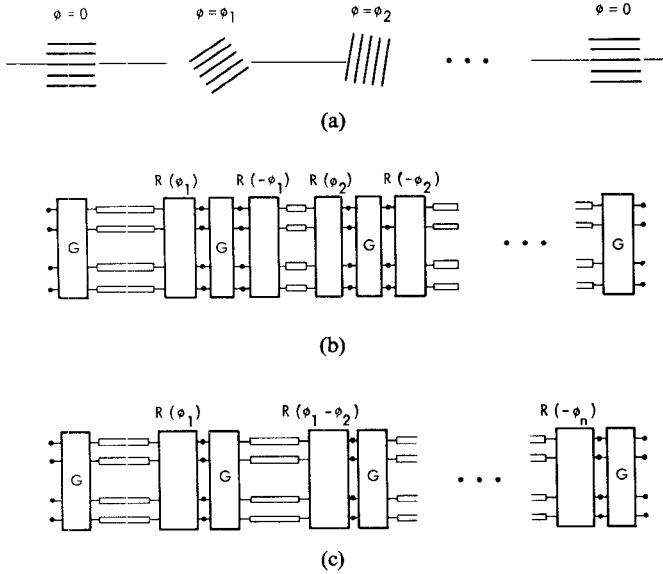 ϕ = 0 ϕ = ϕ₁ ϕ = ϕ₂ ϕ = 0
• • •
(a)
R (ϕ₁) R (-ϕ₁) R (ϕ₂) R (-ϕ₂)
G G G • • • G
(b)
R (ϕ₁) R (ϕ₁ - ϕ₂) R (-ϕₙ)
G G G • • • G
(c)